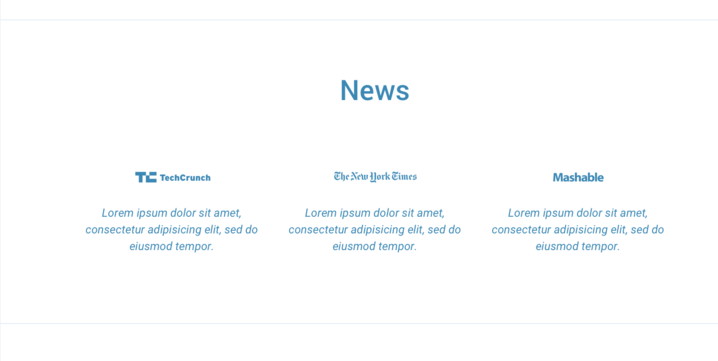 News
TechCrunch
The New York Times
Mashable
Lorem ipsum dolor sit amet,
consectetur adipisicing elit, sed do
eiusmod tempor.
Lorem ipsum dolor sit amet,
consectetur adipisicing elit, sed do
eiusmod tempor.
Lorem ipsum dolor sit amet,
consectetur adipisicing elit, sed do
eiusmod tempor.